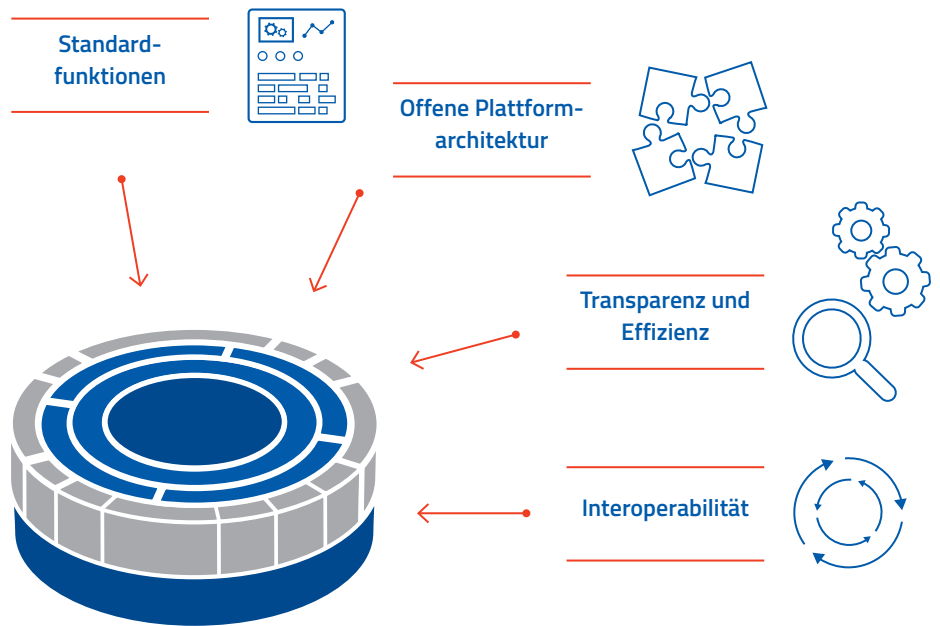 Standard-
funktionen
Offene Plattform-
architektur
Transparenz und
Effizienz
Interoperabilität